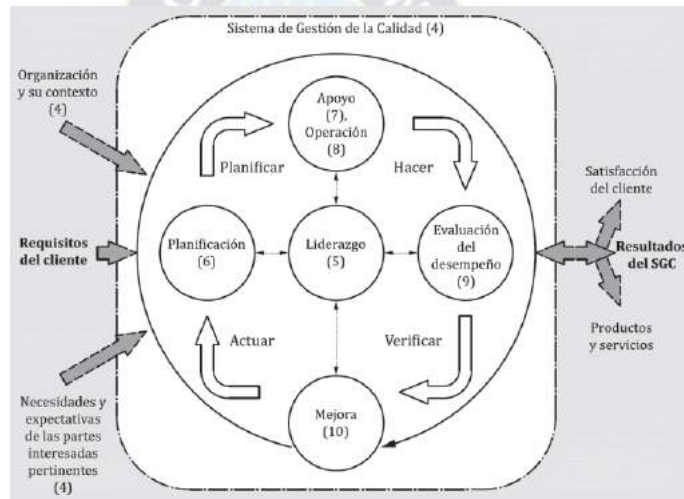 Sistema de Gestión de la Calidad (4)
Organización
y su contexto
(4)
Requisitos
del cliente
Necesidades y
expectativas
de las partes
interesadas
pertinentes
(4)
Apoyo
(7),
Operación
(8)
Planificar
Hacer
Planificación
(6)
Liderazgo
(5)
Evaluación
del
desempeño
(9)
Actuar
Verificar
Mejora
(10)
Satisfacción
del cliente
Resultados
del SGC
Productos
y servicios